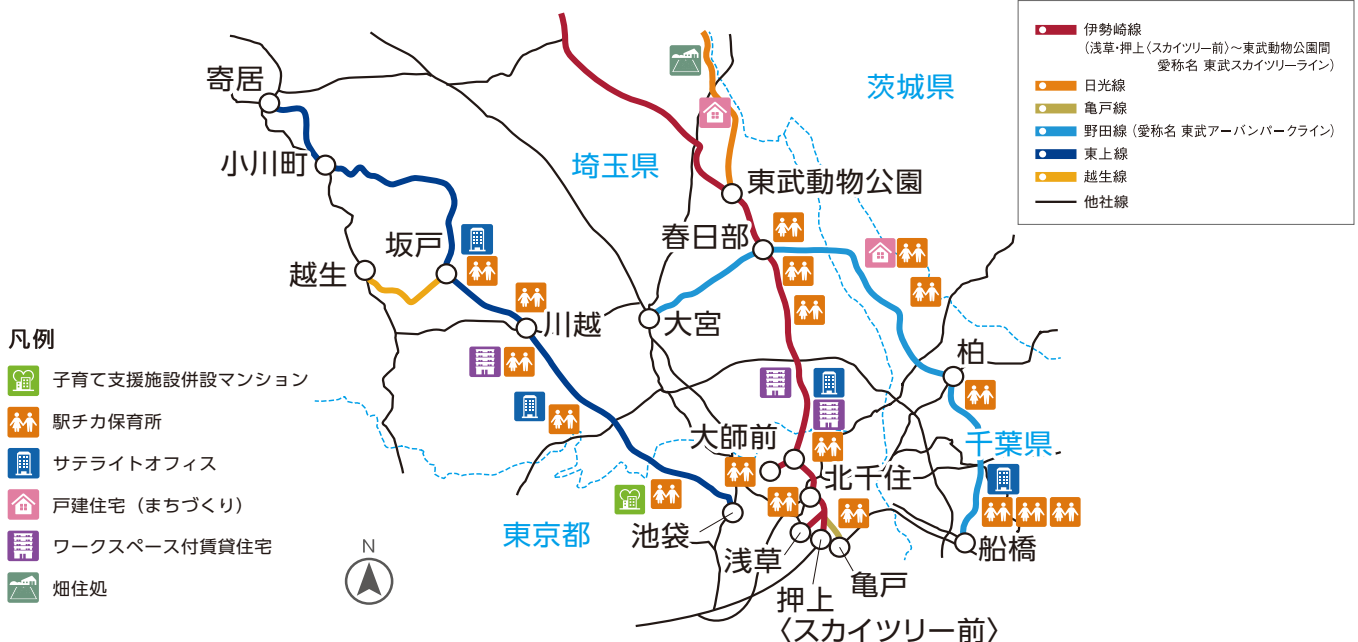 伊勢崎線
(浅草・押上〈スカイツリー前〉～東武動物公園間
愛称名 東武スカイツリーライン)
日光線
亀戸線
野田線 (愛称名 東武アーバンパークライン)
東上線
越生線
他社線
寄居
茨城県
小川町
埼玉県
東武動物公園
坂戸
春日部
越生
川越
大宮
柏
大師前
千葉県
北千住
東京都
池袋
船橋
浅草
亀戸
押上
〈スカイツリー前〉
凡例
子育て支援施設併設マンション
駅チカ保育所
サテライトオフィス
戸建住宅（まちづくり）
ワークスペース付賃貸住宅
畑住処
N